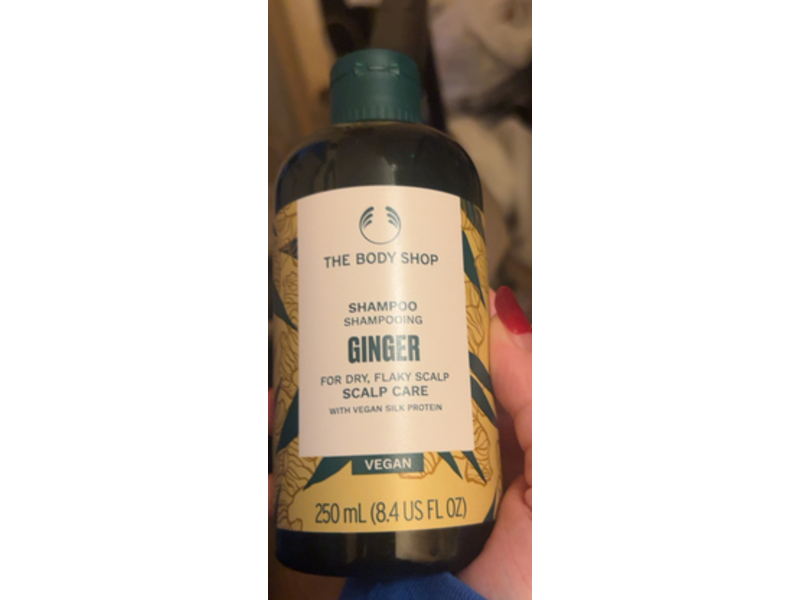 THE BODY SHOP
SHAMPOO
SHAMPOOING
GINGER
FOR DRY, FLAKY SCALP
SCALP CARE
WITH VEGAN SILK PROTEIN
VEGAN
250 mL (8.4 US FL OZ)